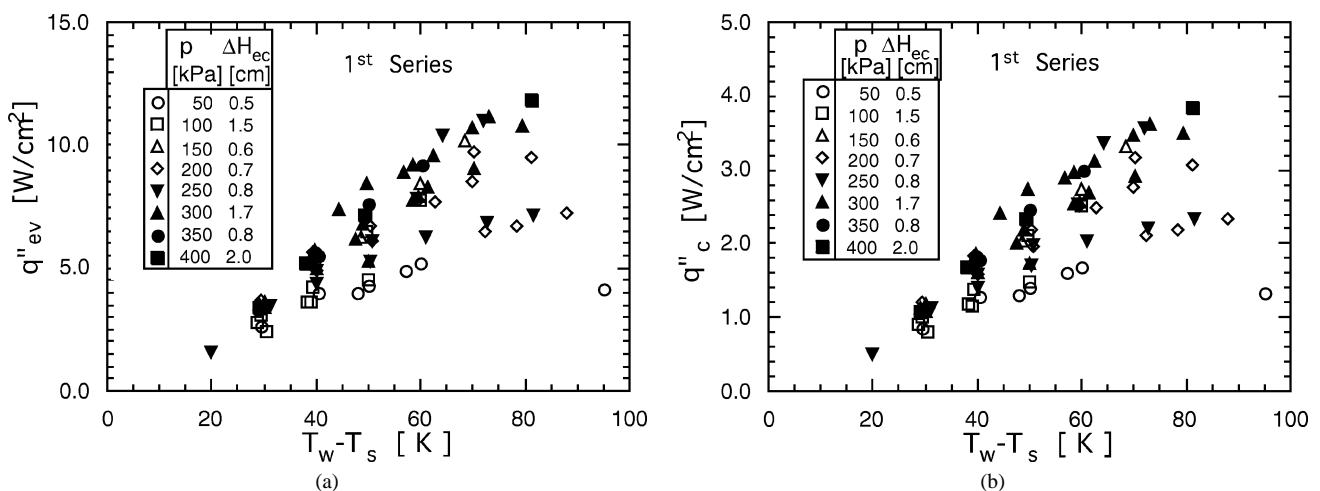 15.0
10.0
5.0
0.0
q"ev [W/cm²]
p ΔHec
[kPa] [cm]
50 0.5
100 1.5
150 0.6
200 0.7
250 0.8
300 1.7
350 0.8
400 2.0
1st Series
0 20 40 60 80 100
Tw-Ts [ K ]
(a)
5.0
4.0
3.0
2.0
1.0
0.0
q"c [W/cm²]
p ΔHec
[kPa] [cm]
50 0.5
100 1.5
150 0.6
200 0.7
250 0.8
300 1.7
350 0.8
400 2.0
1st Series
0 20 40 60 80 100
Tw-Ts [ K ]
(b)